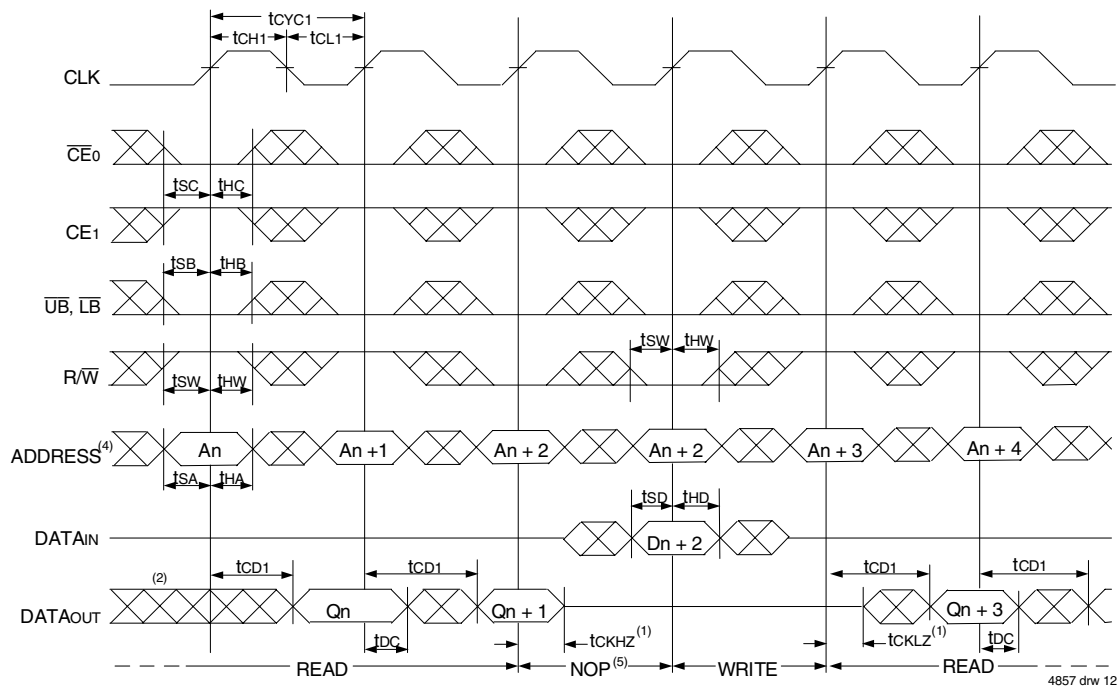 tCYC1
tCH1 tCL1
CLK
CE0
tSC tHC
CE1
tSB tHB
UB, LB
tSW tHW
R/W
tSW tHW
ADDRESS(4) An An +1 An + 2 An + 2 An + 3 An + 4
tSA tHA
tSD tHD
DATAIN Dn + 2
(2) tCD1 tCD1 tCD1 tCD1
DATAOUT Qn Qn + 1 Qn + 3
tDC tCKHZ(1) tCKLZ(1) tDC
READ NOP(5) WRITE READ
4857 drw 12